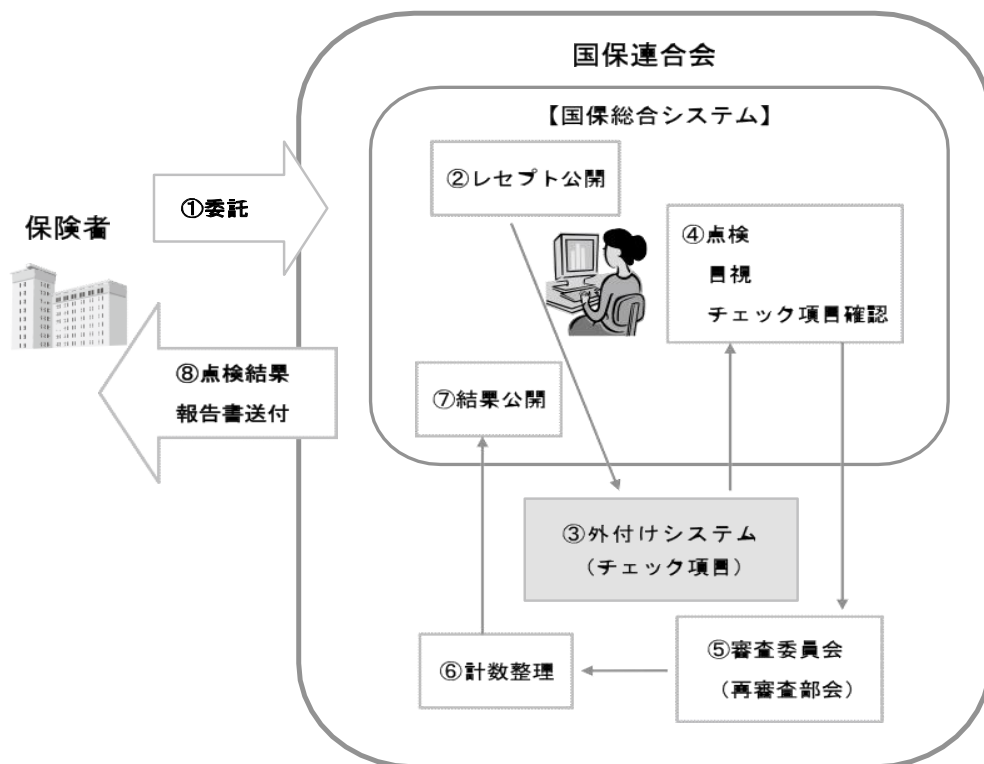 国保連合会
【国保総合システム】
②レセプト公開
①委託
保険者
④点検
目視
チェック項目確認
⑧点検結果
報告書送付
⑦結果公開
③外付けシステム
（チェック項目）
⑤審査委員会
（再審査部会）
⑥計数整理